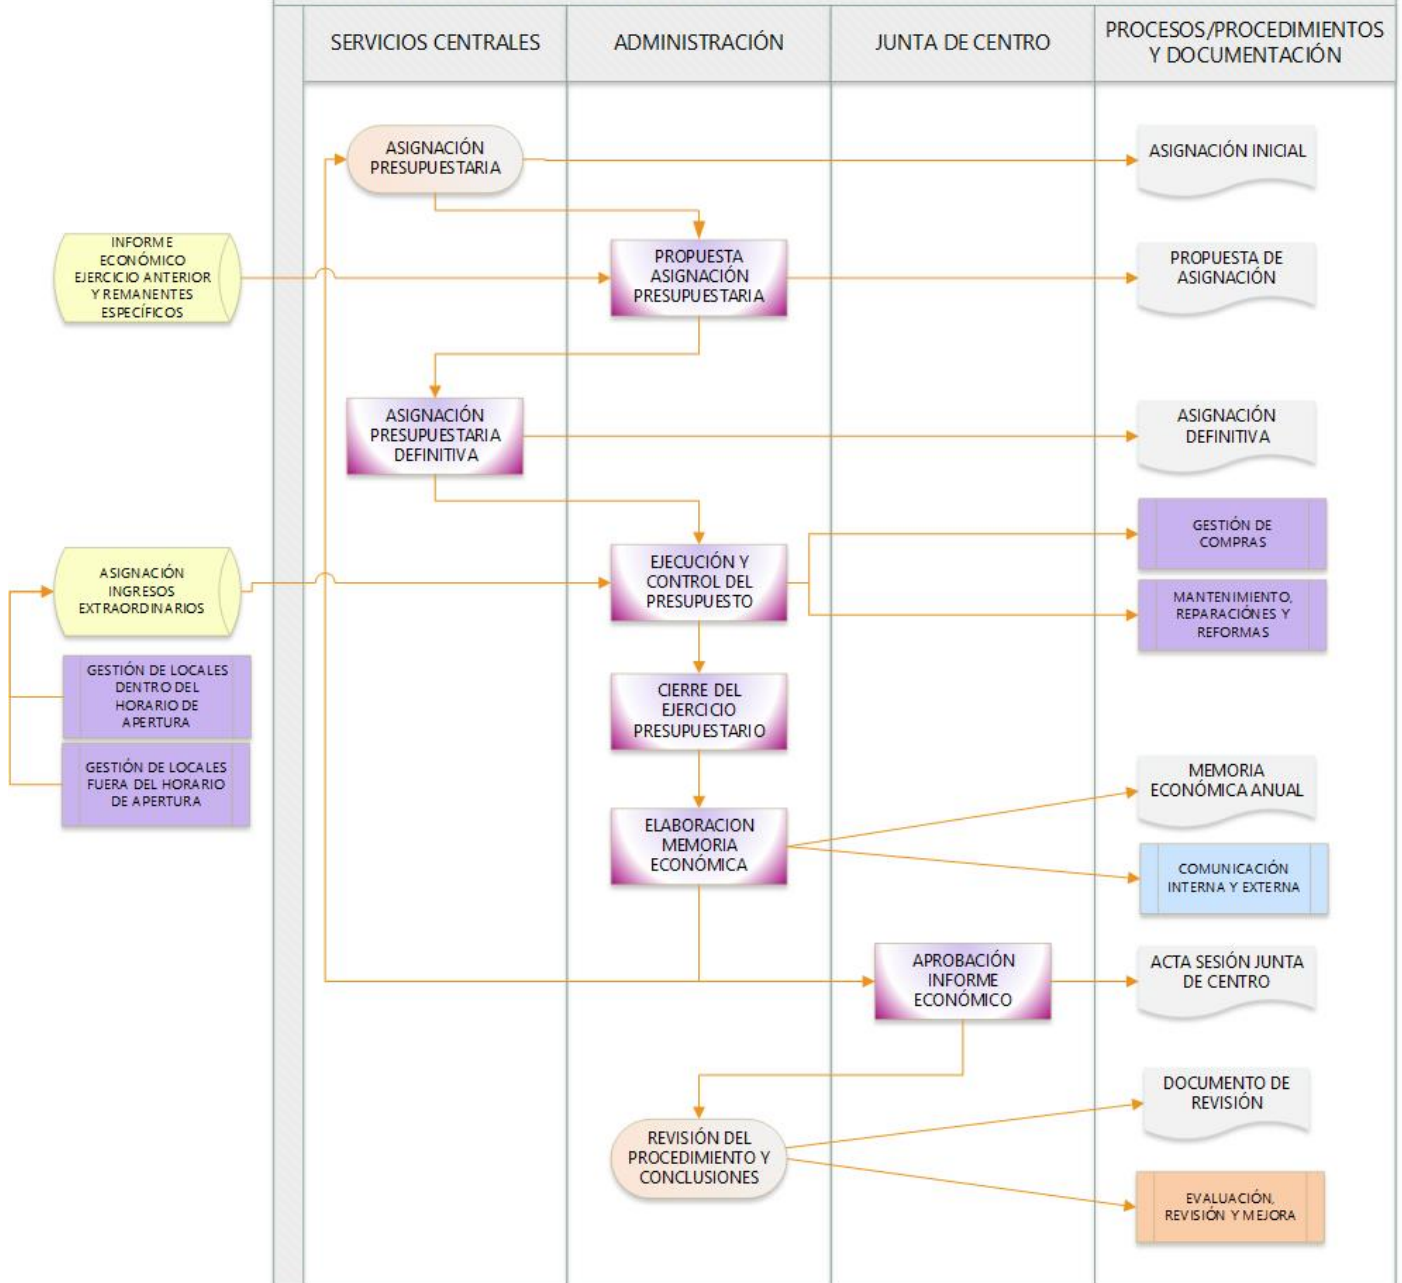 SERVICIOS CENTRALES
ADMINISTRACIÓN
JUNTA DE CENTRO
PROCESOS/PROCEDIMIENTOS
Y DOCUMENTACIÓN
ASIGNACIÓN
PRESUPUESTARIA
ASIGNACIÓN INICIAL
INFORME
ECONÓMICO
EJERCICIO ANTERIOR
Y REMANENTES
ESPECÍFICOS
PROPUESTA
ASIGNACIÓN
PRESUPUESTARIA
PROPUESTA DE
ASIGNACIÓN
ASIGNACIÓN
PRESUPUESTARIA
DEFINITIVA
ASIGNACIÓN
DEFINITIVA
ASIGNACIÓN
INGRESOS
EXTRAORDINARIOS
EJECUCIÓN Y
CONTROL DEL
PRESUPUESTO
GESTIÓN DE
COMPRAS
MANTENIMIENTO,
REPARACIÓNES Y
REFORMAS
GESTIÓN DE LOCALES
DENTRO DEL
HORARIO DE
APERTURA
CIERRE DEL
EJERCICIO
PRESUPUESTARIO
GESTIÓN DE LOCALES
FUERA DEL HORARIO
DE APERTURA
ELABORACION
MEMORIA
ECONÓMICA
MEMORIA
ECONÓMICA ANUAL
COMUNICACIÓN
INTERNA Y EXTERNA
APROBACIÓN
INFORME
ECONÓMICO
ACTA SESIÓN JUNTA
DE CENTRO
REVISIÓN DEL
PROCEDIMIENTO Y
CONCLUSIONES
DOCUMENTO DE
REVISIÓN
EVALUACIÓN,
REVISIÓN Y MEJORA